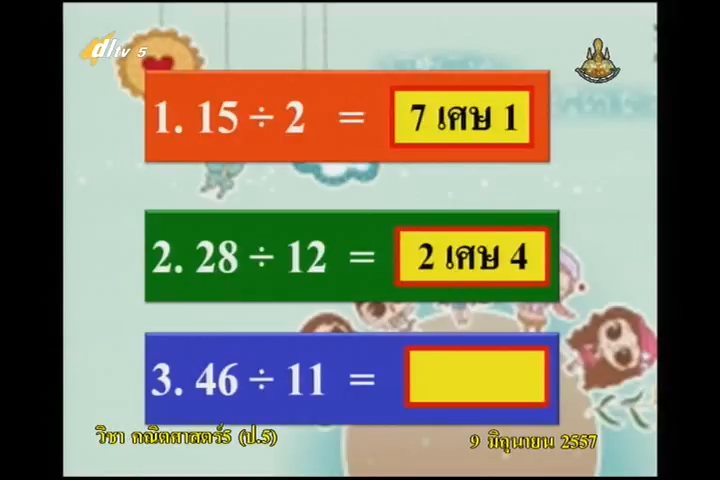 dltv 5
1. 15 ÷ 2 = 7 เศษ 1
2. 28 ÷ 12 = 2 เศษ 4
3. 46 ÷ 11 =
วิชา คณิตศาสตร์5 (ป.5)
9 มิถุนายน 2557